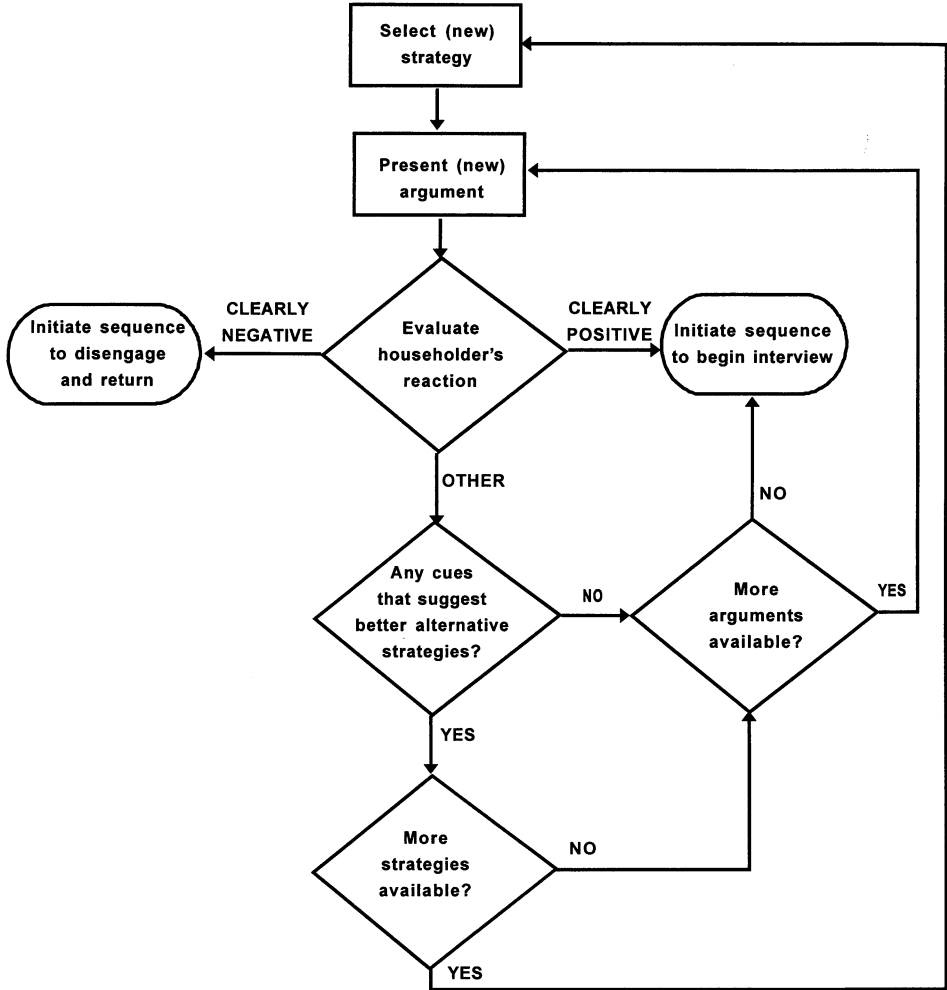 Select (new)
strategy
Present (new)
argument
CLEARLY
NEGATIVE
CLEARLY
POSITIVE
Initiate sequence
to disengage
and return
Evaluate
householder's
reaction
Initiate sequence
to begin interview
OTHER
NO
Any cues
that suggest
better alternative
strategies?
NO
More
arguments
available?
YES
YES
More
strategies
available?
NO
YES